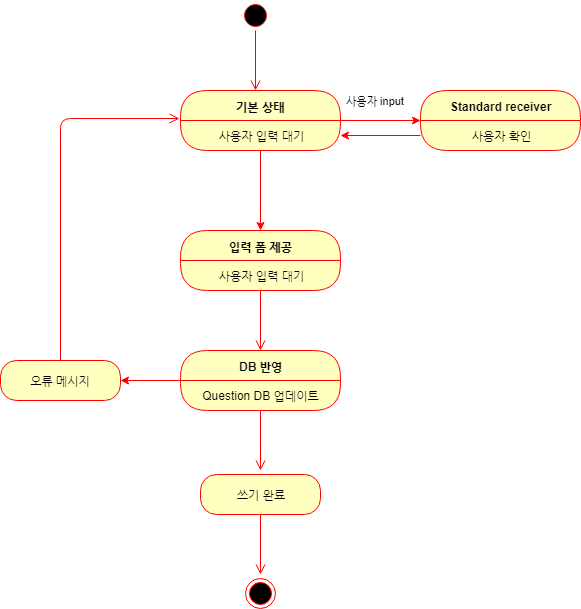 기본 상태
사용자 입력 대기
사용자 input
Standard receiver
사용자 확인
입력 폼 제공
사용자 입력 대기
DB 반영
Question DB 업데이트
오류 메시지
쓰기 완료